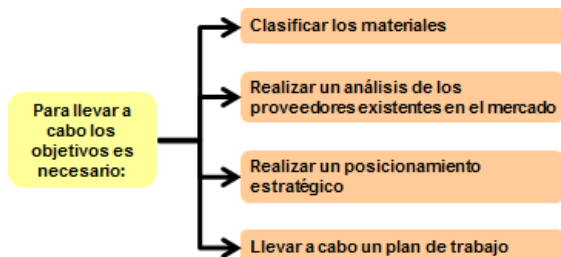 Para llevar a
cabo los
objetivos es
necesario:
Clasificar los materiales
Realizar un análisis de los
proveedores existentes en el mercado
Realizar un posicionamiento
estratégico
Llevar a cabo un plan de trabajo